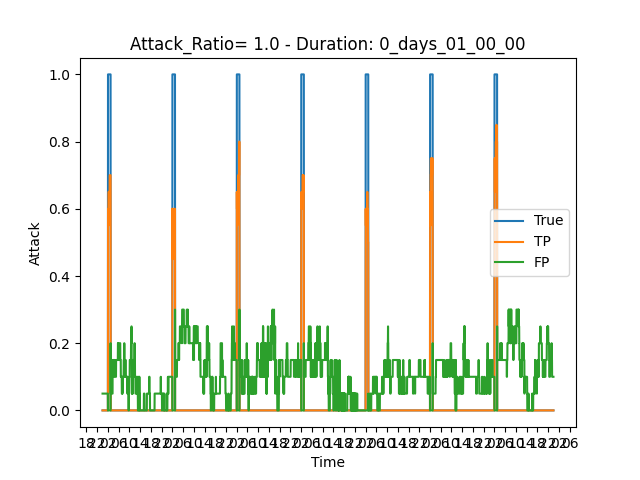 Attack_Ratio= 1.0 - Duration: 0_days_01_00_00
1.0
0.8
0.6
0.4
0.2
0.0
Attack
True
TP
FP
Time